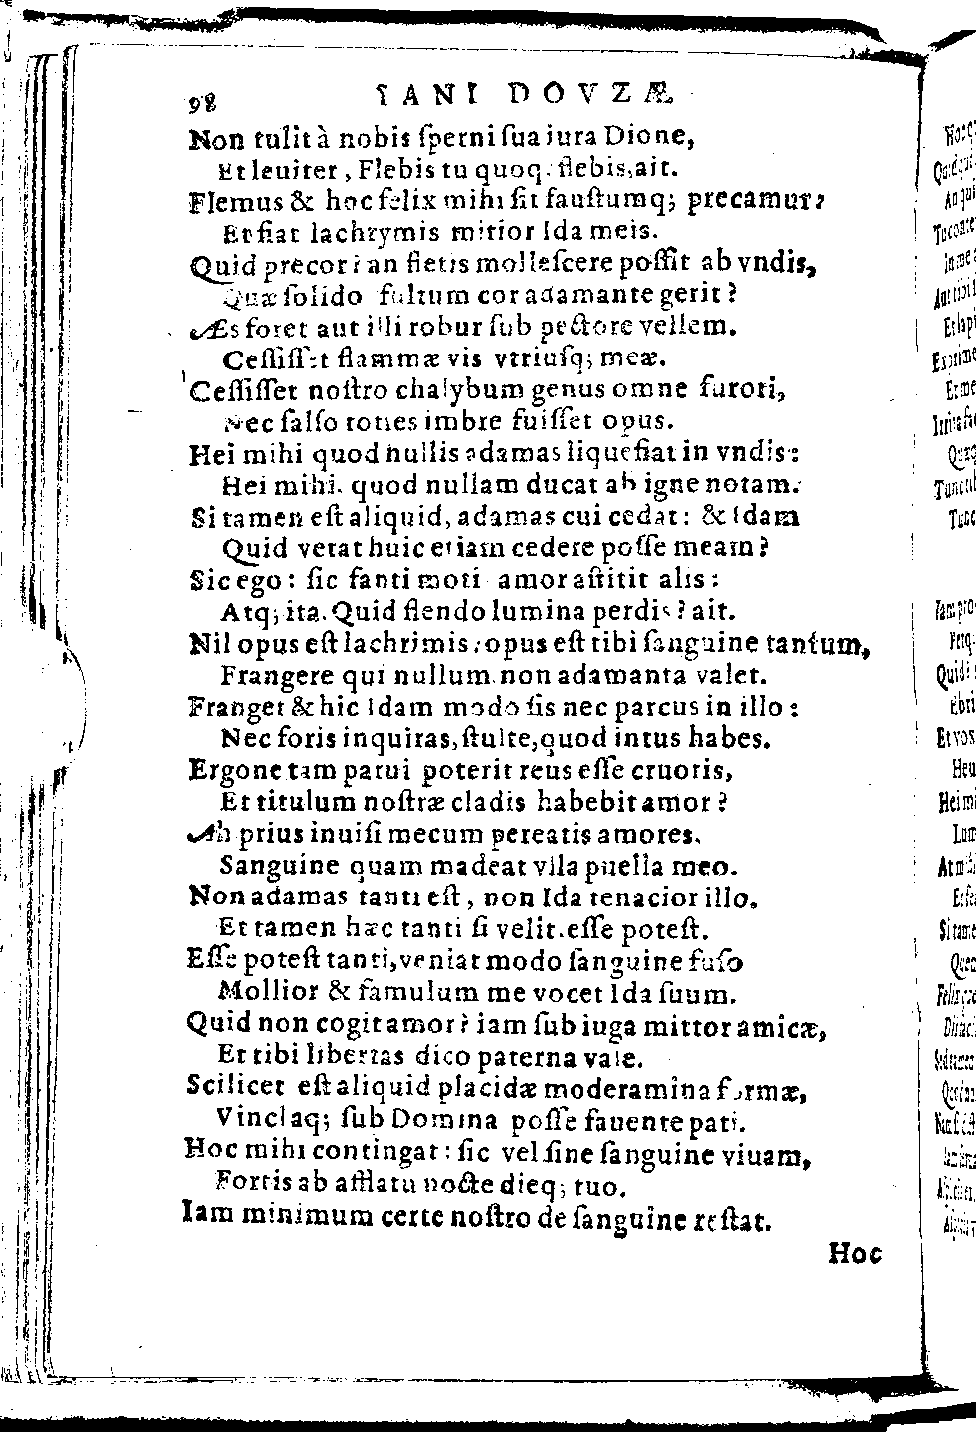 98 IANI DOVZÆ
Non tulit à nobis ſperni ſua iura Dione,
Et leuiter, Flebis tu quoq. flebis, ait.
Flemus & hoc felix mihi ſit fauſtumq; precamur?
Et fiat lachrymis mitior Ida meis.
Quid precor? an fletis molleſcere poſſit ab vndis,
Quæ ſolido fultum cor adamante gerit?
Æs foret aut illi robur ſub pectore vellem.
Ceſſiſſet flammæ vis vtriuſq; meæ.
Ceſſiſſet noſtro chalybum genus omne furori,
Nec falſo toties imbre fuiſſet opus.
Hei mihi quod nullis adamas liquefiat in vndis:
Hei mihi. quod nullam ducat ab igne notam.
Si tamen eſt aliquid, adamas cui cedat: & Idam
Quid vetat huic etiam cedere poſſe meam?
Sic ego: ſic fanti moti amor aſtitit alis:
Atq; ita. Quid flendo lumina perdis? ait.
Nil opus eſt lachrimis: opus eſt tibi ſanguine tantum,
Frangere qui nullum non adamanta valet.
Franget & hic Idam modo ſis nec parcus in illo:
Nec foris inquiras, ſtulte, quod intus habes.
Ergone tam parui poterit reus eſſe cruoris,
Et titulum noſtræ cladis habebit amor?
Ah prius inuiſi mecum pereatis amores.
Sanguine quam madeat vlla puella meo.
Non adamas tanti eſt, non Ida tenacior illo.
Et tamen hæc tanti ſi velit. eſſe poteſt.
Eſſe poteſt tanti, veniat modo ſanguine fuſo
Mollior & famulum me vocet Ida ſuum.
Quid non cogit amor? iam ſub iuga mittor amicæ,
Et tibi libertas dico paterna vale.
Scilicet eſt aliquid placidæ moderamina formæ,
Vinclaq; ſub Domina poſſe fauente pati.
Hoc mihi contingat: ſic vel ſine ſanguine viuam,
Fortis ab afflatu nocte dieq; tuo.
Iam minimum certe noſtro de ſanguine reſtat.
Hoc